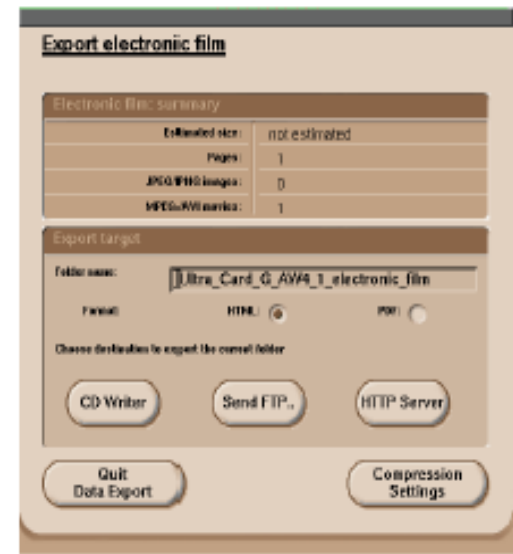 Export electronic film
Electronic film: summary
Estimated size: not estimated
Pages: 1
JPEG/PNG images: 0
MPEG/AVI movies: 1
Export target
Folder name: Ultra_Card_G_AW4_1_electronic_film
Format: HTML: PDF:
Choose destination to export the current folder
CD Writer Send FTP.. HTTP Server
Quit
Data Export
Compression
Settings